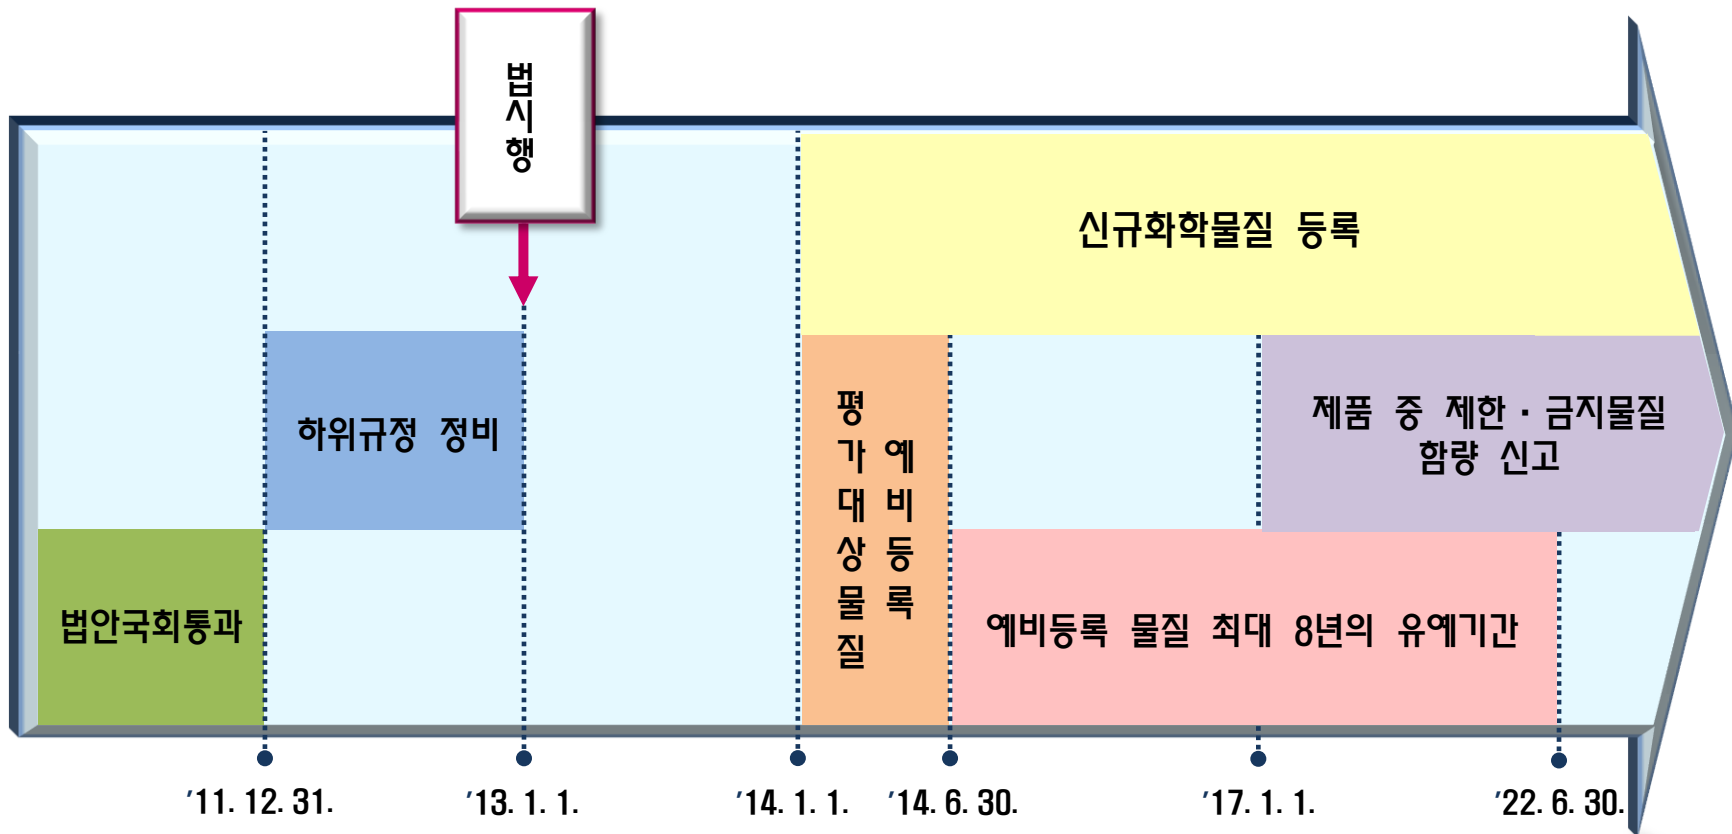 법시행
신규화학물질 등록
하위규정 정비
평가대상물질
예비등록
제품 중 제한·금지물질
함량 신고
법안국회통과
예비등록 물질 최대 8년의 유예기간
'11. 12. 31.
'13. 1. 1.
'14. 1. 1.
'14. 6. 30.
'17. 1. 1.
'22. 6. 30.